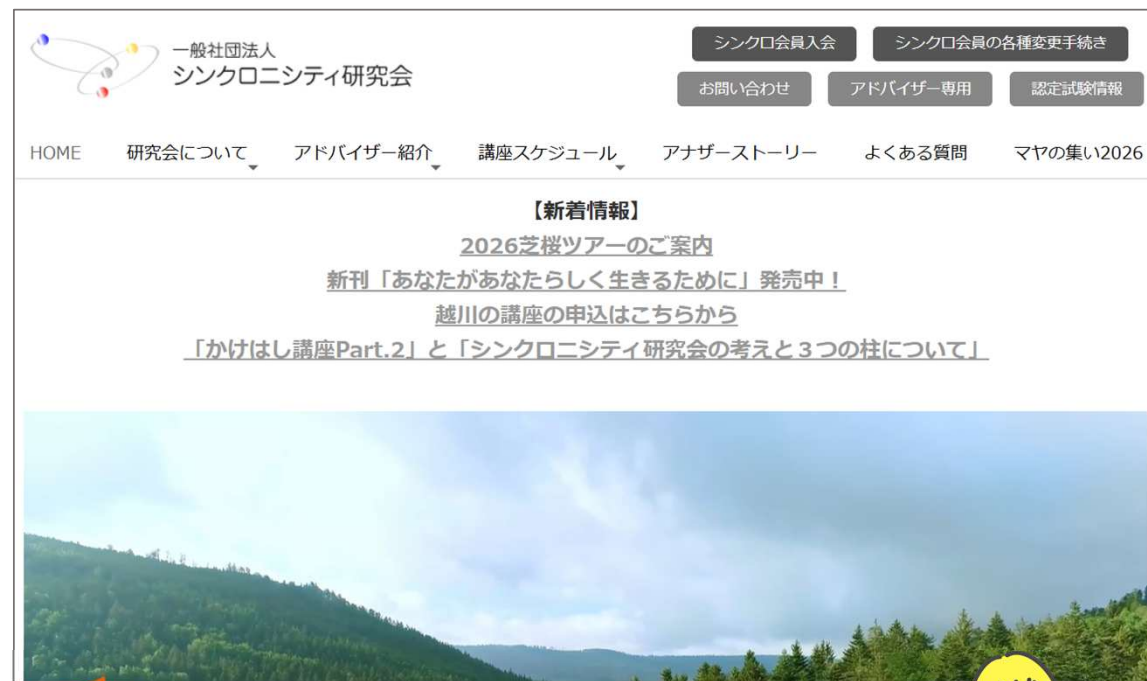 一般社団法人
シンクロニシティ研究会
シンクロ会員入会
シンクロ会員の各種変更手続き
お問い合わせ
アドバイザー専用
認定試験情報
HOME 研究会について アドバイザー紹介 講座スケジュール アナザーストーリー よくある質問 マヤの集い2026
【新着情報】
2026芝桜ツアーのご案内
新刊「あなたがあなたらしく生きるために」発売中！
越川の講座の申込はこちらから
「かけはし講座Part.2」と「シンクロニシティ研究会の考えと３つの柱について」